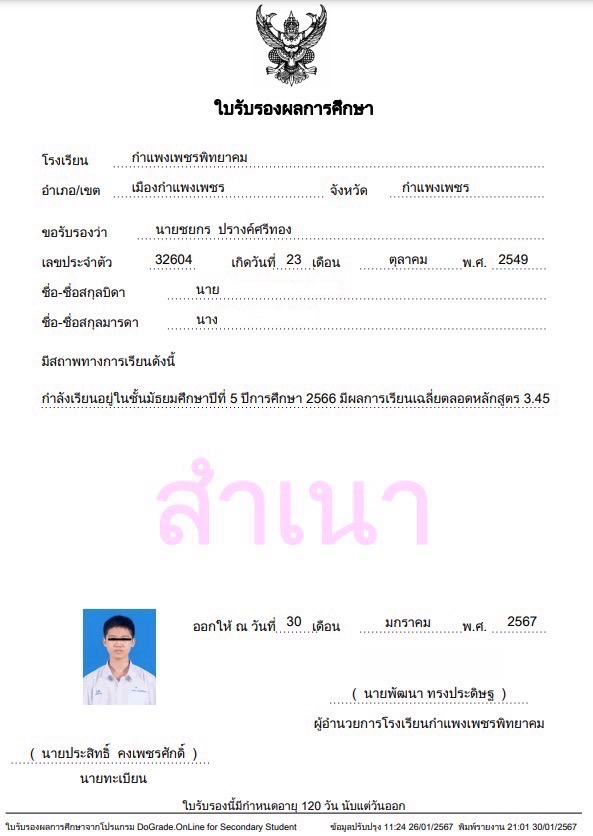 ใบรับรองผลการศึกษา
โรงเรียน กำแพงเพชรพิทยาคม
อำเภอ/เขต เมืองกำแพงเพชร จังหวัด กำแพงเพชร
ขอรับรองว่า นายชยกร ปรางค์ศรีทอง
เลขประจำตัว 32604 เกิดวันที่ 23 เดือน ตุลาคม พ.ศ. 2549
ชื่อ-ชื่อสกุลบิดา นาย
ชื่อ-ชื่อสกุลมารดา นาง
มีสถาพทางการเรียนดังนี้
กำลังเรียนอยู่ในชั้นมัธยมศึกษาปีที่ 5 ปีการศึกษา 2566 มีผลการเรียนเฉลี่ยตลอดหลักสูตร 3.45
สำเนา
ออกให้ ณ วันที่ 30 เดือน มกราคม พ.ศ. 2567
( นายพัฒนา ทรงประดิษฐ )
ผู้อำนวยการโรงเรียนกำแพงเพชรพิทยาคม
( นายประสิทธิ์ คงเพชรศักดิ์ )
นายทะเบียน
ใบรับรองนี้มีกำหนดอายุ 120 วัน นับแต่วันออก
ใบรับรองผลการศึกษาจากโปรแกรม DoGrade.OnLine for Secondary Student ข้อมูลปรับปรุง 11:24 26/01/2567 พิมพ์รายงาน 21:01 30/01/2567